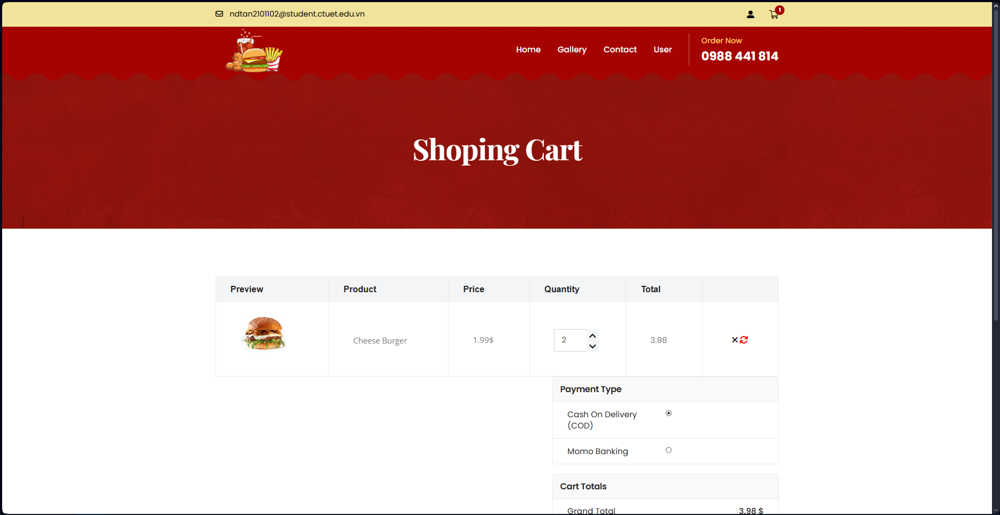 ndtan2101102@student.ctuet.edu.vn
1
Home Gallery Contact User
Order Now
0988 441 814
Shoping Cart
Preview Product Price Quantity Total
Cheese Burger 1.99$ 2 3.98
Payment Type
Cash On Delivery
(COD)
Momo Banking
Cart Totals
Grand Total 3.98 $